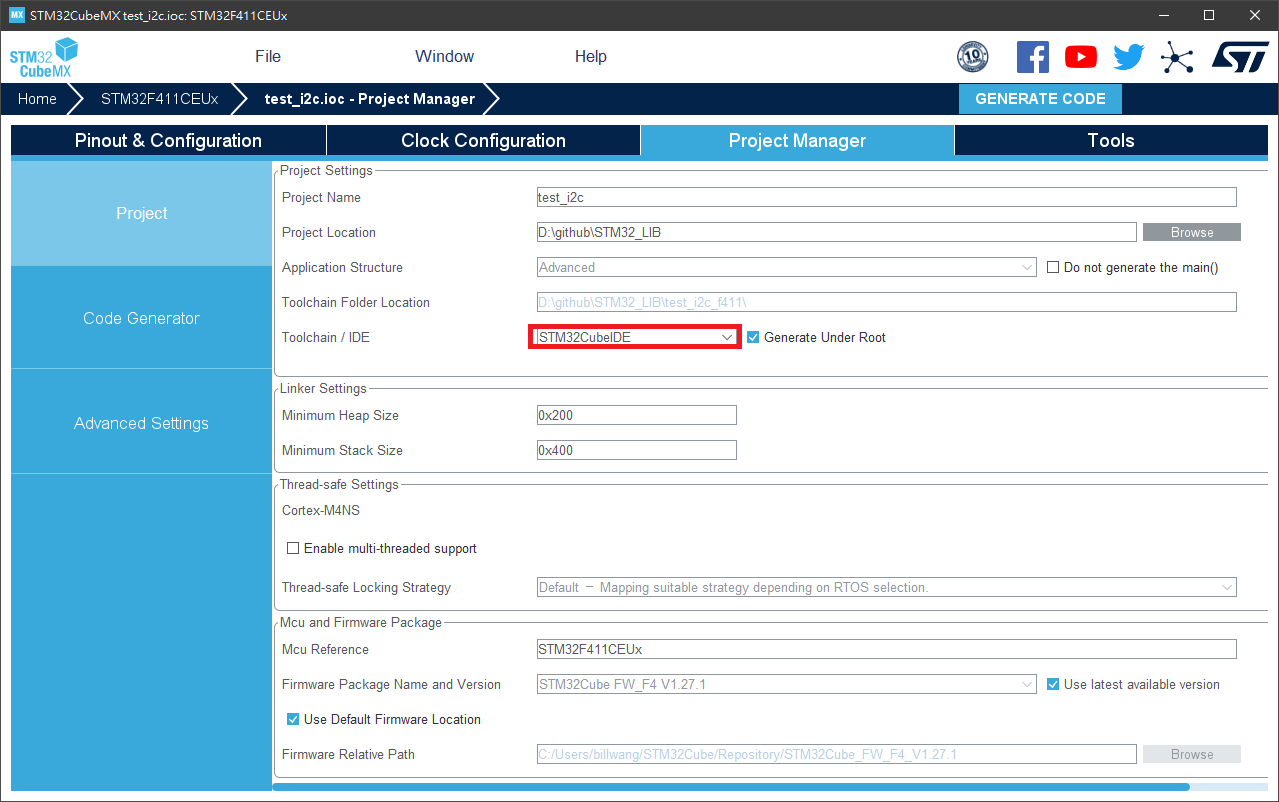 MX STM32CubeMX test_i2c.ioc: STM32F411CEUx
STM32
CubeMX
File Window Help
10
Home STM32F411CEUx test_i2c.ioc - Project Manager GENERATE CODE
Pinout & Configuration Clock Configuration Project Manager Tools
Project
Code Generator
Advanced Settings
Project Settings
Project Name test_i2c
Project Location D:\github\STM32_LIB Browse
Application Structure Advanced Do not generate the main()
Toolchain Folder Location D:\github\STM32_LIB\test_i2c_f411\
Toolchain / IDE STM32CubeIDE Generate Under Root
Linker Settings
Minimum Heap Size 0x200
Minimum Stack Size 0x400
Thread-safe Settings
Cortex-M4NS
Enable multi-threaded support
Thread-safe Locking Strategy Default − Mapping suitable strategy depending on RTOS selection.
Mcu and Firmware Package
Mcu Reference STM32F411CEUx
Firmware Package Name and Version STM32Cube FW_F4 V1.27.1 Use latest available version
Use Default Firmware Location
Firmware Relative Path C:/Users/billwang/STM32Cube/Repository/STM32Cube_FW_F4_V1.27.1 Browse